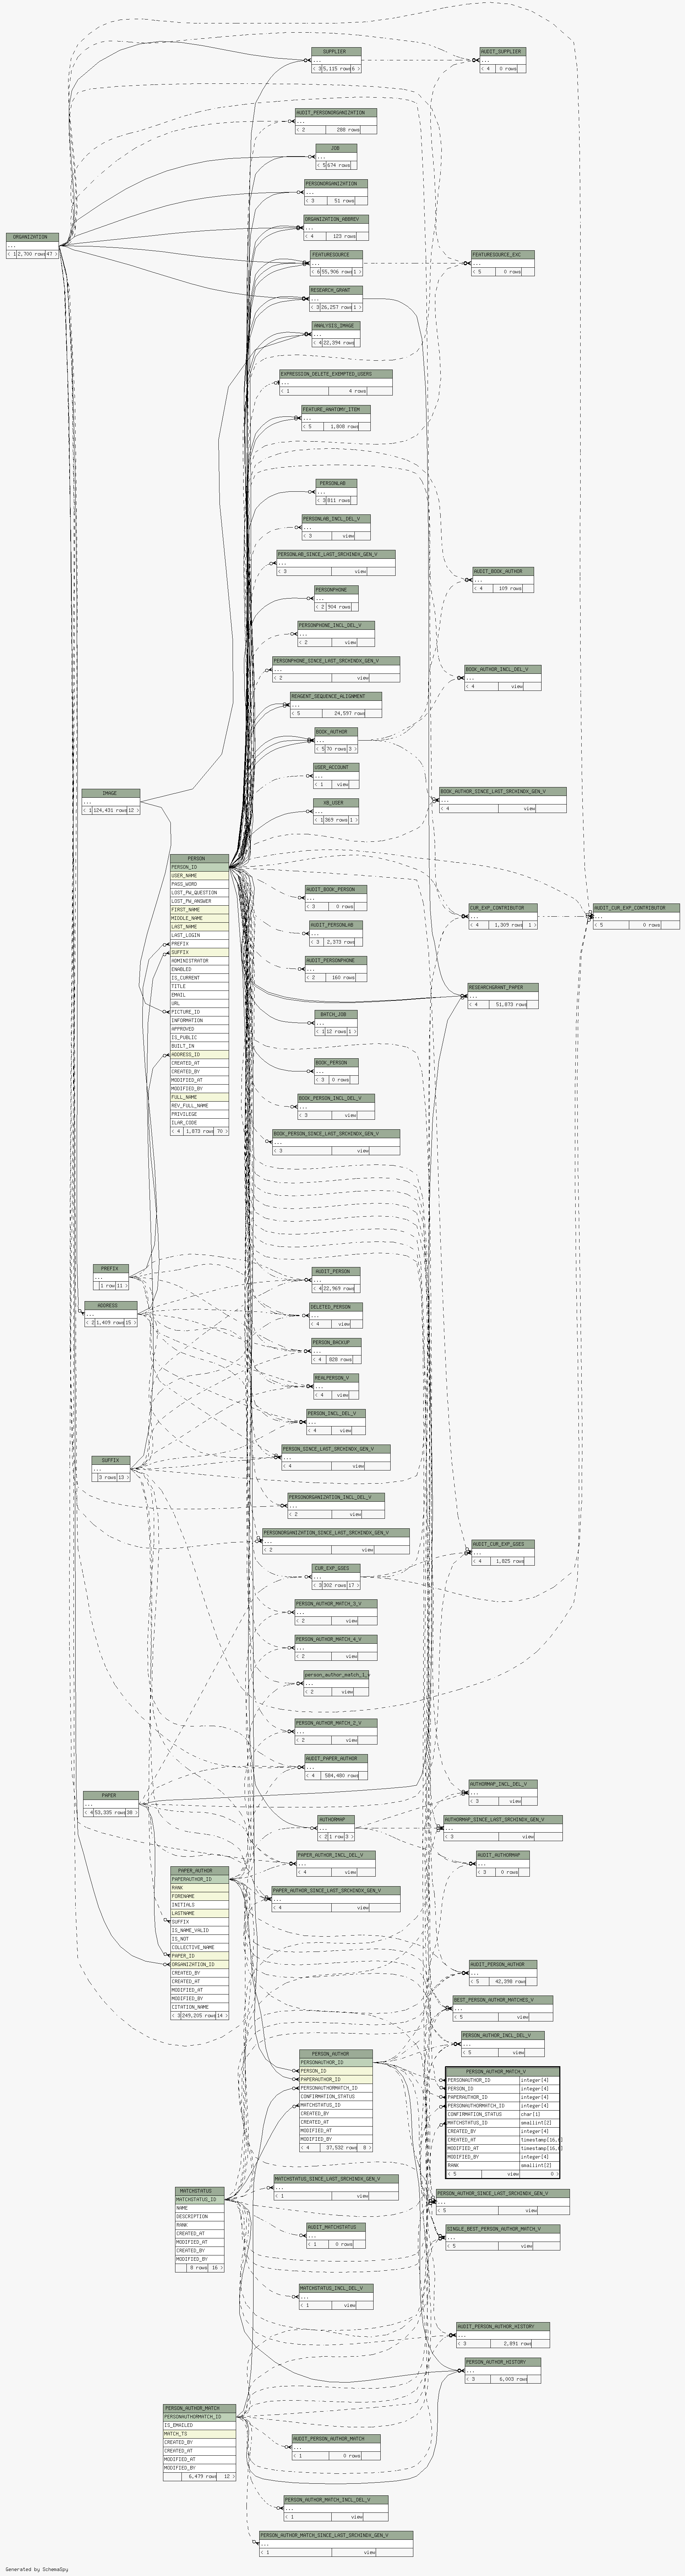 SUPPLIER
...
< 3 5,115 rows 6 >
AUDIT_SUPPLIER
...
< 4 0 rows
AUDIT_PERSONORGANIZATION
...
< 2 288 rows
JOB
...
< 5 674 rows
PERSONORGANIZATION
...
< 3 51 rows
ORGANIZATION_ABBREV
...
< 4 123 rows
ORGANIZATION
...
< 1 2,700 rows 47 >
FEATURESOURCE
...
< 6 55,906 rows 1 >
FEATURESOURCE_EXC
...
< 5 0 rows
RESEARCH_GRANT
...
< 3 26,257 rows 1 >
ANALYSIS_IMAGE
...
< 4 22,394 rows
EXPRESSION_DELETE_EXEMPTED_USERS
...
< 1 4 rows
FEATURE_ANATOMY_ITEM
...
< 5 1,808 rows
PERSONLAB
...
< 3 811 rows
PERSONLAB_INCL_DEL_V
...
< 3 view
PERSONLAB_SINCE_LAST_SRCHINDX_GEN_V
...
< 3 view
AUDIT_BOOK_AUTHOR
...
< 4 109 rows
PERSONPHONE
...
< 2 904 rows
PERSONPHONE_INCL_DEL_V
...
< 2 view
PERSONPHONE_SINCE_LAST_SRCHINDX_GEN_V
...
< 2 view
BOOK_AUTHOR_INCL_DEL_V
...
< 4 view
REAGENT_SEQUENCE_ALIGNMENT
...
< 5 24,597 rows
BOOK_AUTHOR
...
< 5 70 rows 3 >
USER_ACCOUNT
...
< 1 view
IMAGE
...
< 1 124,431 rows 12 >
BOOK_AUTHOR_SINCE_LAST_SRCHINDX_GEN_V
...
< 4 view
XB_USER
...
< 1 369 rows 1 >
PERSON
PERSON_ID
USER_NAME
PASS_WORD
LOST_PW_QUESTION
LOST_PW_ANSWER
FIRST_NAME
MIDDLE_NAME
LAST_NAME
LAST_LOGIN
PREFIX
SUFFIX
ADMINISTRATOR
ENABLED
IS_CURRENT
TITLE
EMAIL
URL
PICTURE_ID
INFORMATION
APPROVED
IS_PUBLIC
BUILT_IN
ADDRESS_ID
CREATED_AT
CREATED_BY
MODIFIED_AT
MODIFIED_BY
FULL_NAME
REV_FULL_NAME
PRIVILEGE
ILAR_CODE
< 4 1,873 rows 70 >
AUDIT_BOOK_PERSON
...
< 3 0 rows
CUR_EXP_CONTRIBUTOR
...
< 4 1,309 rows 1 >
AUDIT_CUR_EXP_CONTRIBUTOR
...
< 5 0 rows
AUDIT_PERSONLAB
...
< 3 2,373 rows
AUDIT_PERSONPHONE
...
< 2 160 rows
RESEARCHGRANT_PAPER
...
< 4 51,873 rows
BATCH_JOB
...
< 1 12 rows 1 >
BOOK_PERSON
...
< 3 0 rows
BOOK_PERSON_INCL_DEL_V
...
< 3 view
BOOK_PERSON_SINCE_LAST_SRCHINDX_GEN_V
...
< 3 view
PREFIX
...
1 row 11 >
AUDIT_PERSON
...
< 4 22,969 rows
ADDRESS
...
< 2 1,409 rows 15 >
DELETED_PERSON
...
< 4 view
PERSON_BACKUP
...
< 4 828 rows
REALPERSON_V
...
< 4 view
PERSON_INCL_DEL_V
...
< 4 view
PERSON_SINCE_LAST_SRCHINDX_GEN_V
...
< 4 view
SUFFIX
...
3 rows 13 >
PERSONORGANIZATION_INCL_DEL_V
...
< 2 view
PERSONORGANIZATION_SINCE_LAST_SRCHINDX_GEN_V
...
< 2 view
AUDIT_CUR_EXP_GSES
...
< 4 1,825 rows
CUR_EXP_GSES
...
< 3 302 rows 17 >
PERSON_AUTHOR_MATCH_3_V
...
< 2 view
PERSON_AUTHOR_MATCH_4_V
...
< 2 view
person_author_match_1_v
...
< 2 view
PERSON_AUTHOR_MATCH_2_V
...
< 2 view
AUDIT_PAPER_AUTHOR
...
< 4 584,480 rows
PAPER
...
< 4 53,335 rows 38 >
AUTHORMAP_INCL_DEL_V
...
< 3 view
AUTHORMAP
...
< 2 1 row 3 >
AUTHORMAP_SINCE_LAST_SRCHINDX_GEN_V
...
< 3 view
PAPER_AUTHOR_INCL_DEL_V
...
< 4 view
AUDIT_AUTHORMAP
...
< 3 0 rows
PAPER_AUTHOR
PAPERAUTHOR_ID
RANK
FORENAME
INITIALS
LASTNAME
SUFFIX
IS_NAME_VALID
IS_NOT
COLLECTIVE_NAME
PAPER_ID
ORGANIZATION_ID
CREATED_BY
CREATED_AT
MODIFIED_AT
MODIFIED_BY
CITATION_NAME
< 3 249,205 rows 14 >
PAPER_AUTHOR_SINCE_LAST_SRCHINDX_GEN_V
...
< 4 view
AUDIT_PERSON_AUTHOR
...
< 5 42,398 rows
BEST_PERSON_AUTHOR_MATCHES_V
...
< 5 view
PERSON_AUTHOR_INCL_DEL_V
...
< 5 view
PERSON_AUTHOR
PERSONAUTHOR_ID
PERSON_ID
PAPERAUTHOR_ID
PERSONAUTHORMATCH_ID
CONFIRMATION_STATUS
MATCHSTATUS_ID
CREATED_BY
CREATED_AT
MODIFIED_AT
MODIFIED_BY
< 4 37,532 rows 8 >
PERSON_AUTHOR_MATCH_V
PERSONAUTHOR_ID integer[4]
PERSON_ID integer[4]
PAPERAUTHOR_ID integer[4]
PERSONAUTHORMATCH_ID integer[4]
CONFIRMATION_STATUS char[1]
MATCHSTATUS_ID smallint[2]
CREATED_BY integer[4]
CREATED_AT timestamp[16,6]
MODIFIED_AT timestamp[16,6]
MODIFIED_BY integer[4]
RANK smallint[2]
< 5 view 0 >
MATCHSTATUS
MATCHSTATUS_ID
NAME
DESCRIPTION
RANK
CREATED_AT
MODIFIED_AT
CREATED_BY
MODIFIED_BY
8 rows 16 >
MATCHSTATUS_SINCE_LAST_SRCHINDX_GEN_V
...
< 1 view
PERSON_AUTHOR_SINCE_LAST_SRCHINDX_GEN_V
...
< 5 view
AUDIT_MATCHSTATUS
...
< 1 0 rows
SINGLE_BEST_PERSON_AUTHOR_MATCH_V
...
< 5 view
MATCHSTATUS_INCL_DEL_V
...
< 1 view
AUDIT_PERSON_AUTHOR_HISTORY
...
< 3 2,891 rows
PERSON_AUTHOR_HISTORY
...
< 3 6,003 rows
PERSON_AUTHOR_MATCH
PERSONAUTHORMATCH_ID
IS_EMAILED
MATCH_TS
CREATED_BY
CREATED_AT
MODIFIED_AT
MODIFIED_BY
6,479 rows 12 >
AUDIT_PERSON_AUTHOR_MATCH
...
< 1 0 rows
PERSON_AUTHOR_MATCH_INCL_DEL_V
...
< 1 view
PERSON_AUTHOR_MATCH_SINCE_LAST_SRCHINDX_GEN_V
...
< 1 view
Generated by SchemaSpy